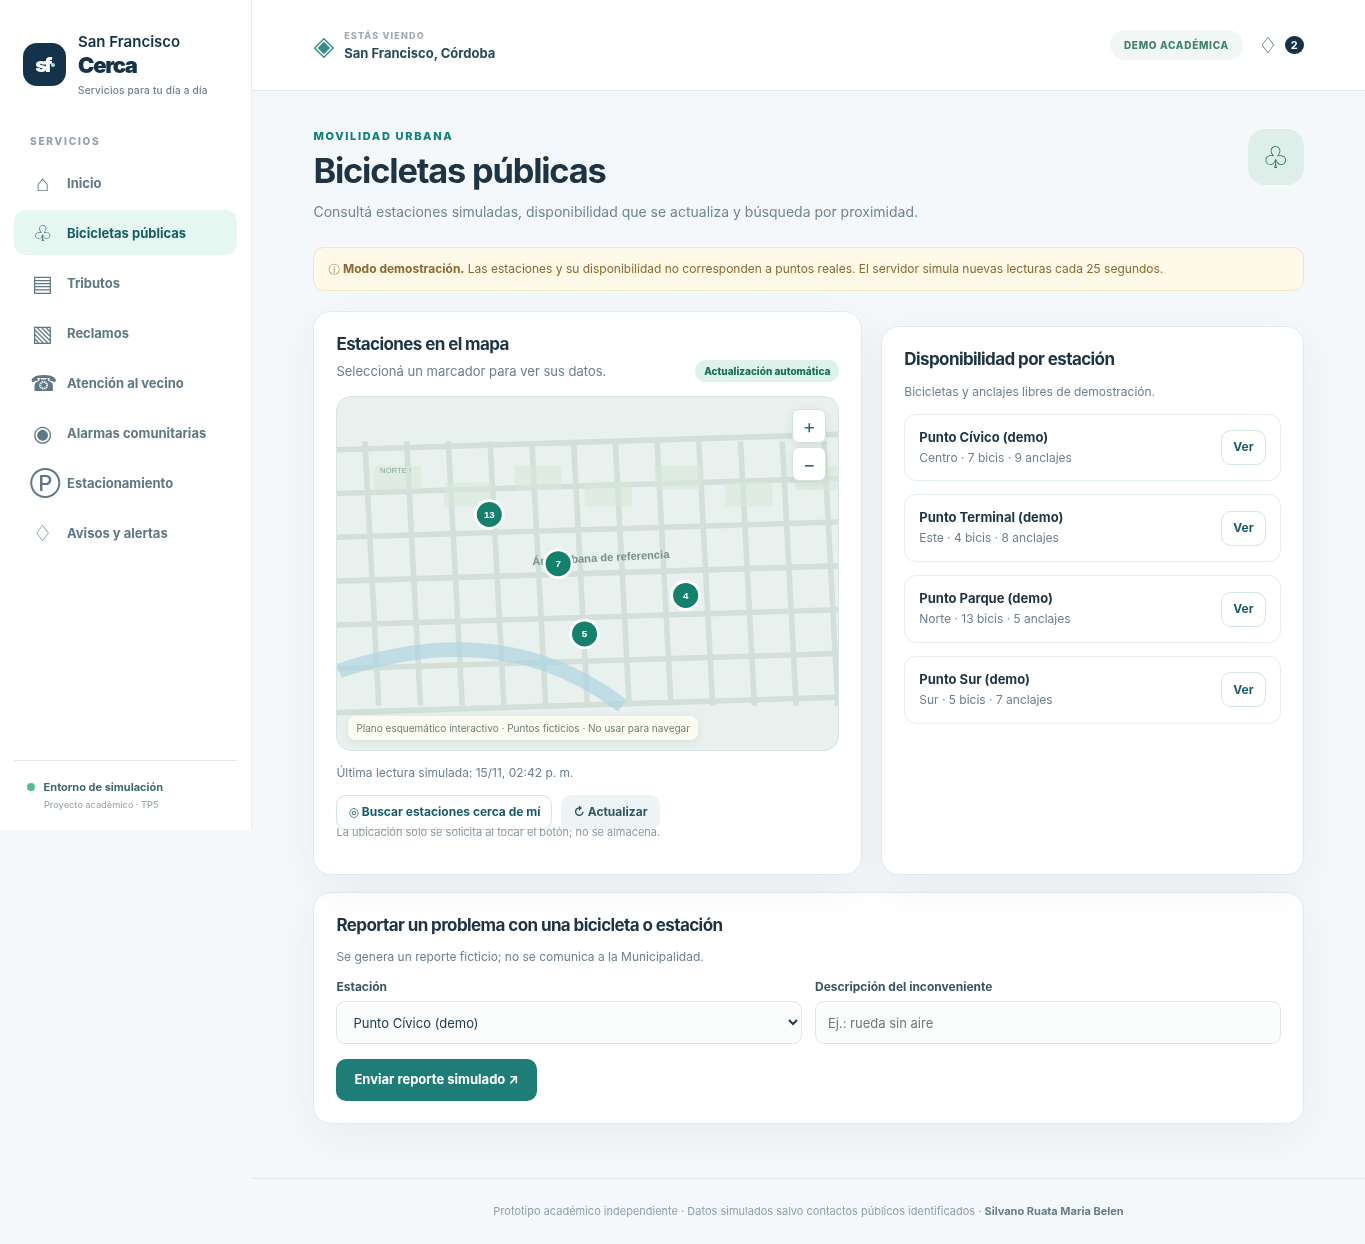 sf
San Francisco
Cerca
Servicios para tu día a día
SERVICIOS
Inicio
Bicicletas públicas
Tributos
Reclamos
Atención al vecino
Alarmas comunitarias
P Estacionamiento
Avisos y alertas
Entorno de simulación
Proyecto académico · TP5
ESTÁS VIENDO
San Francisco, Córdoba
DEMO ACADÉMICA
2
MOVILIDAD URBANA
Bicicletas públicas
Consultá estaciones simuladas, disponibilidad que se actualiza y búsqueda por proximidad.
ⓘ Modo demostración. Las estaciones y su disponibilidad no corresponden a puntos reales. El servidor simula nuevas lecturas cada 25 segundos.
Estaciones en el mapa
Seleccioná un marcador para ver sus datos.
Actualización automática
+
−
NORTE ↑
13
7
bana de referencia
4
5
Plano esquemático interactivo · Puntos ficticios · No usar para navegar
Última lectura simulada: 15/11, 02:42 p. m.
◎ Buscar estaciones cerca de mí
↻ Actualizar
La ubicación solo se solicita al tocar el botón; no se almacena.
Disponibilidad por estación
Bicicletas y anclajes libres de demostración.
Punto Cívico (demo)
Centro · 7 bicis · 9 anclajes
Ver
Punto Terminal (demo)
Este · 4 bicis · 8 anclajes
Ver
Punto Parque (demo)
Norte · 13 bicis · 5 anclajes
Ver
Punto Sur (demo)
Sur · 5 bicis · 7 anclajes
Ver
Reportar un problema con una bicicleta o estación
Se genera un reporte ficticio; no se comunica a la Municipalidad.
Estación
Punto Cívico (demo)
Descripción del inconveniente
Ej.: rueda sin aire
Enviar reporte simulado ↗
Prototipo académico independiente · Datos simulados salvo contactos públicos identificados · Silvano Ruata Maria Belen